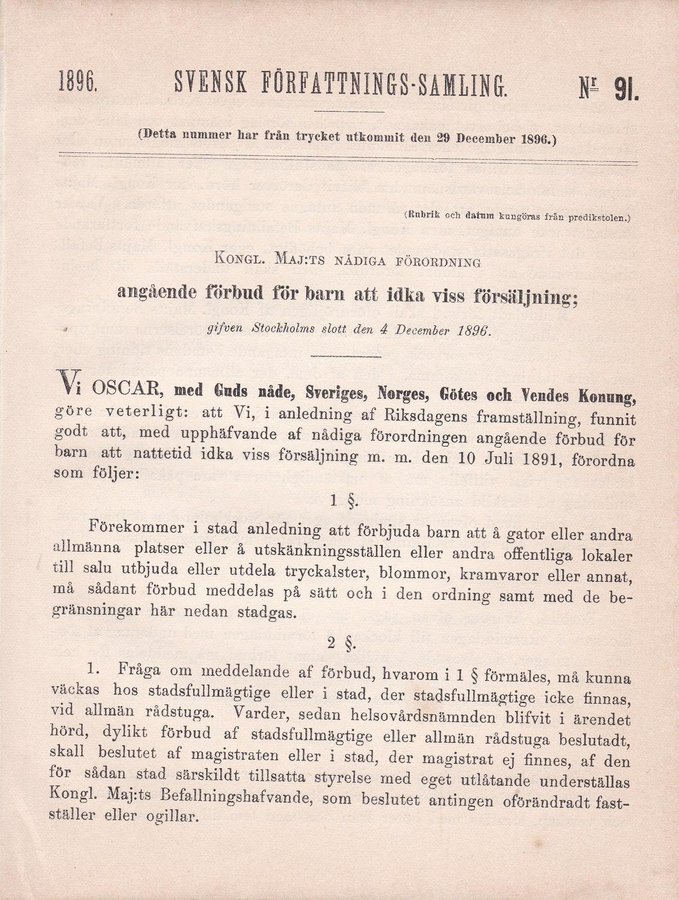 1896. SVENSK FÖRFATTNINGS-SAMLING. Nr 91.
(Detta nummer har från trycket utkommit den 29 December 1896.)
(Rubrik och datum kungöras från predikstolen.)
KONGL. MAJ:TS NÅDIGA FÖRORDNING
angående förbud för barn att idka viss försäljning;
gifven Stockholms slott den 4 December 1896.
Vi OSCAR, med Guds nåde, Sveriges, Norges, Götes och Vendes Konung,
göre veterligt: att Vi, i anledning af Riksdagens framställning, funnit
godt att, med upphäfvande af nådiga förordningen angående förbud för
barn att nattetid idka viss försäljning m. m. den 10 Juli 1891, förordna
som följer:
1 §.
Förekommer i stad anledning att förbjuda barn att å gator eller andra
allmänna platser eller å utskänkningsställen eller andra offentliga lokaler
till salu utbjuda eller utdela tryckalster, blommor, kramvaror eller annat,
må sådant förbud meddelas på sätt och i den ordning samt med de be-
gränsningar här nedan stadgas.
2 §.
1. Fråga om meddelande af förbud, hvarom i 1 § förmäles, må kunna
väckas hos stadsfullmägtige eller i stad, der stadsfullmägtige icke finnas,
vid allmän rådstuga. Varder, sedan helsovårdsnämnden blifvit i ärendet
hörd, dylikt förbud af stadsfullmägtige eller allmän rådstuga beslutadt,
skall beslutet af magistraten eller i stad, der magistrat ej finnes, af den
för sådan stad särskildt tillsatta styrelse med eget utlåtande underställas
Kongl. Maj:ts Befallningshafvande, som beslutet antingen oförändradt fast-
ställer eller ogillar.